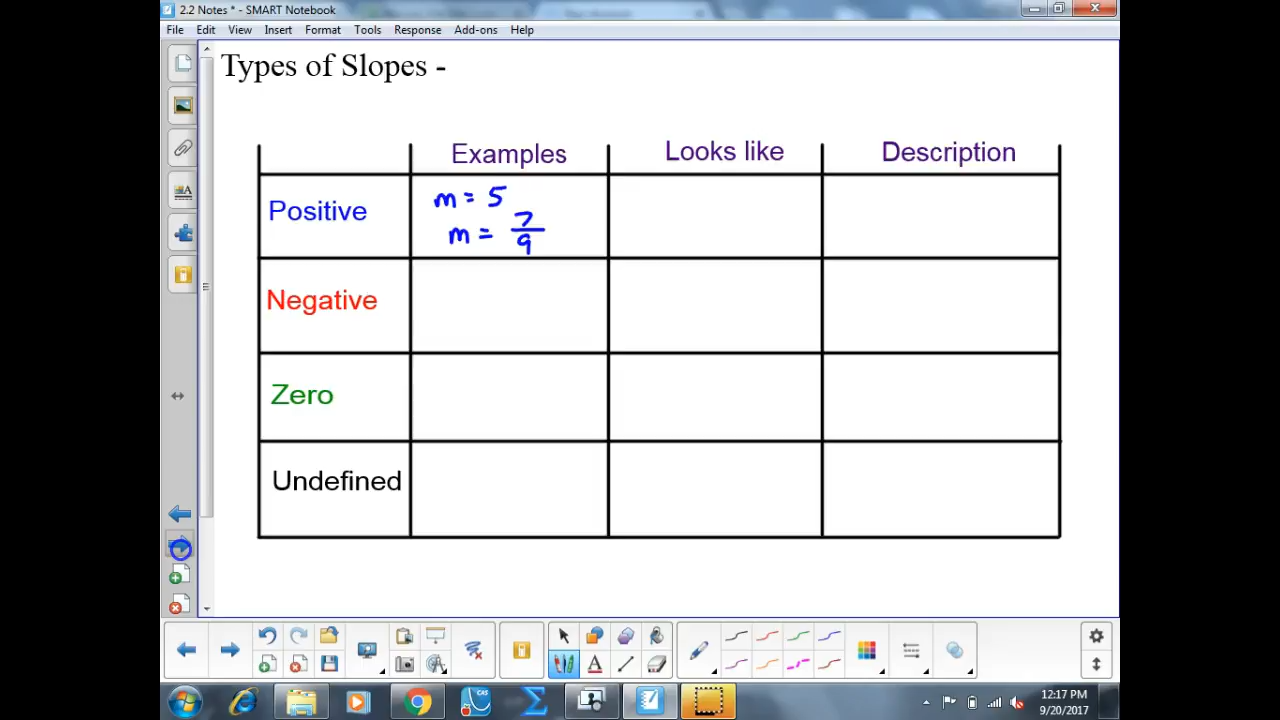 2.2 Notes * - SMART Notebook
File Edit View Insert Format Tools Response Add-ons Help
Types of Slopes -
Examples Looks like Description
Positive m = 5
m = 7/9
Negative
Zero
Undefined
12:17 PM
9/20/2017